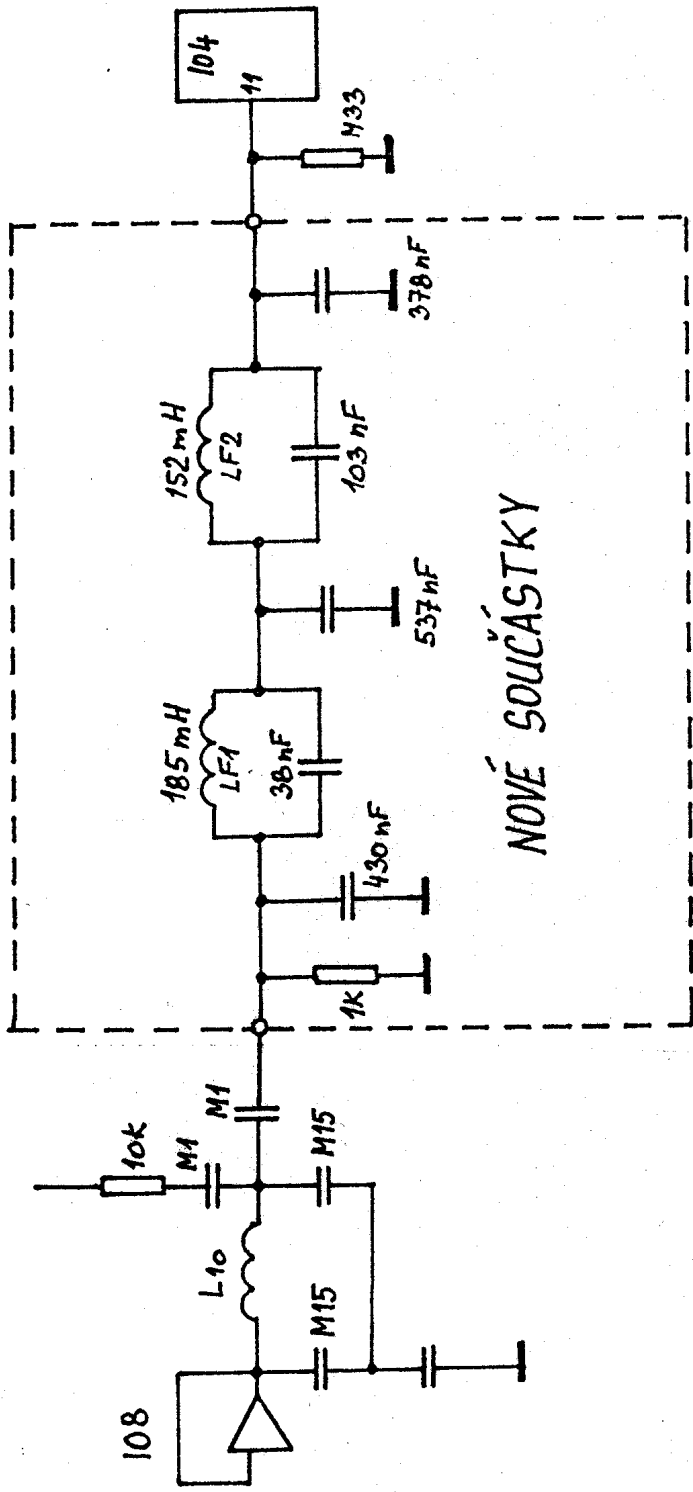 108
L10
10k
M1
M1
M15
M15
1k
430nF
185mH
LF1
38nF
537nF
152mH
LF2
103nF
378nF
M33
104
11
NOVÉ SOUČÁSTKY